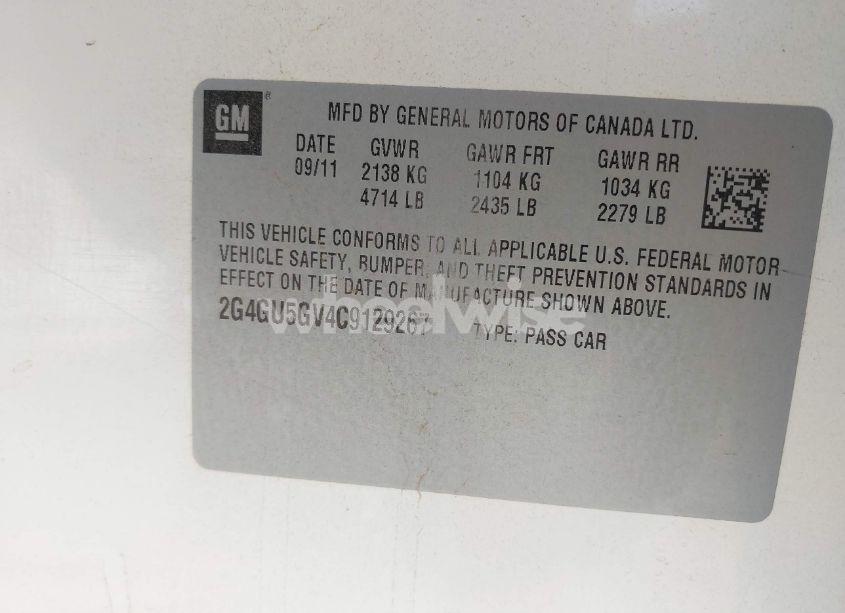 GM
®
MFD BY GENERAL MOTORS OF CANADA LTD.
DATE GVWR GAWR FRT GAWR RR
09/11 2138 KG 1104 KG 1034 KG
4714 LB 2435 LB 2279 LB
THIS VEHICLE CONFORMS TO ALL APPLICABLE U.S. FEDERAL MOTOR
VEHICLE SAFETY, BUMPER, AND THEFT PREVENTION STANDARDS IN
EFFECT ON THE DATE OF MANUFACTURE SHOWN ABOVE.
2G4GU5GV4C9129267 TYPE: PASS CAR
wheelwise